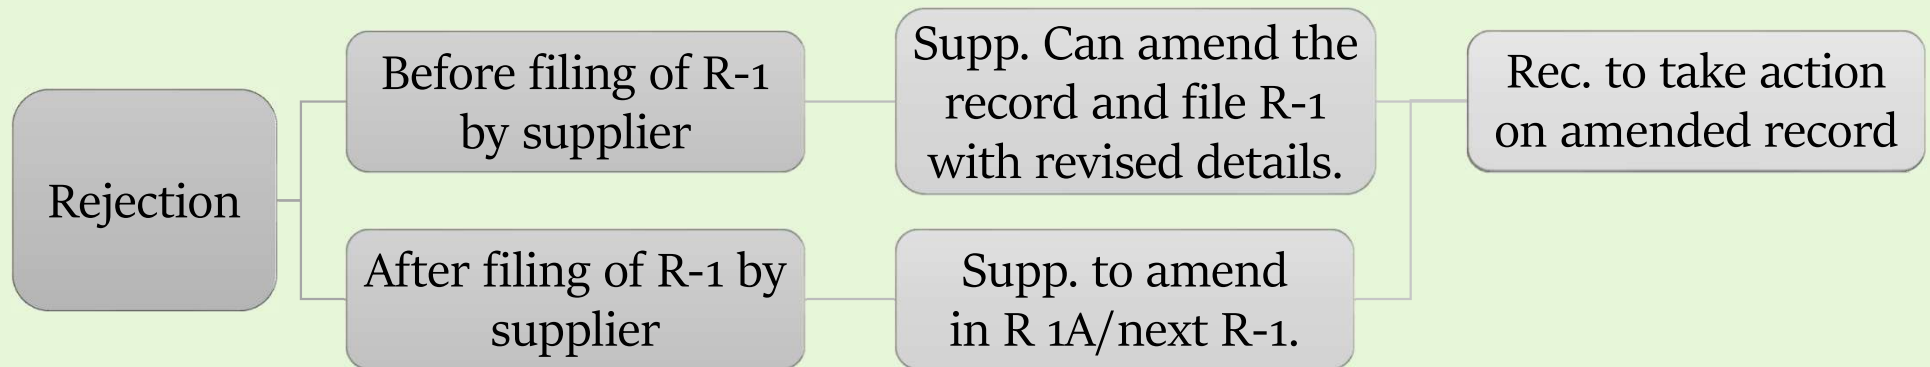 Rejection
Before filing of R-1
by supplier
Supp. Can amend the
record and file R-1
with revised details.
Rec. to take action
on amended record
After filing of R-1 by
supplier
Supp. to amend
in R 1A/next R-1.